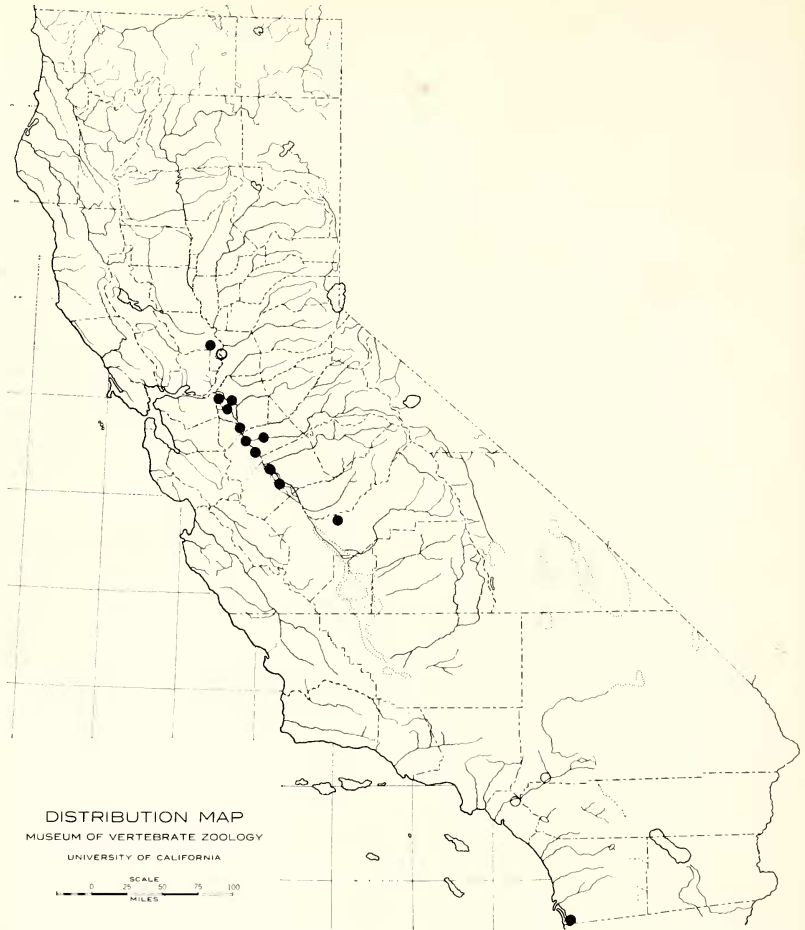 DISTRIBUTION MAP
MUSEUM OF VERTEBRATE ZOOLOGY
UNIVERSITY OF CALIFORNIA
SCALE
0 25 50 75 100
MILES